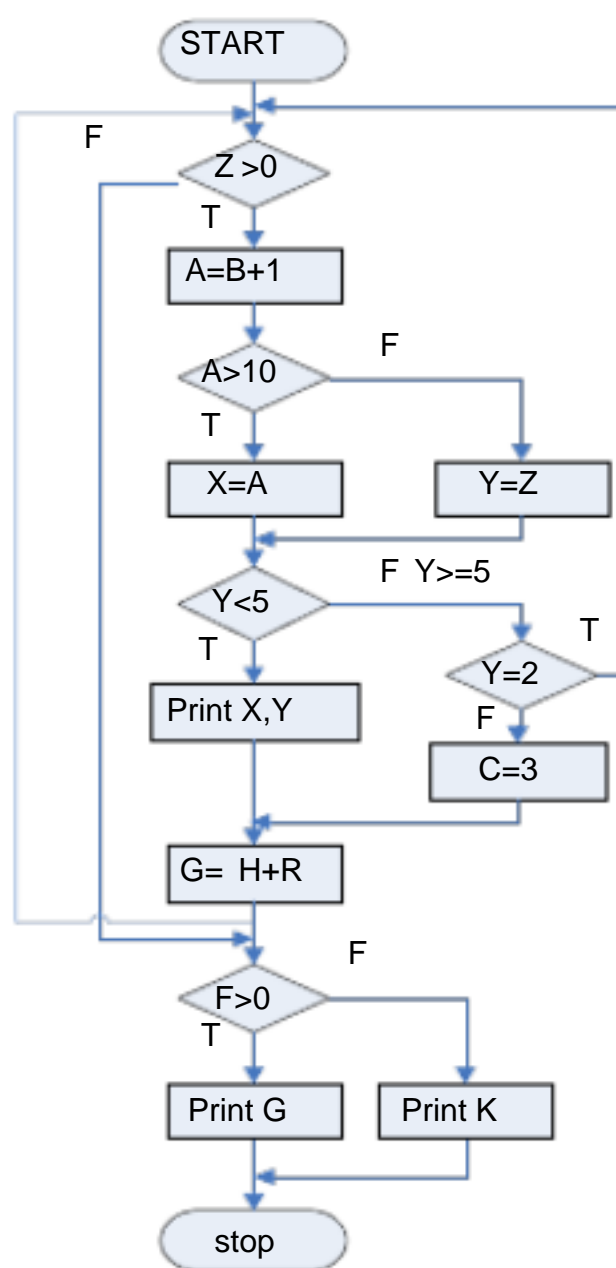 START
F
Z >0
T
A=B+1
F
A>10
T
X=A
Y=Z
F Y>=5
Y<5
T
T
Y=2
Print X,Y
F
C=3
G= H+R
F
F>0
T
Print G
Print K
stop